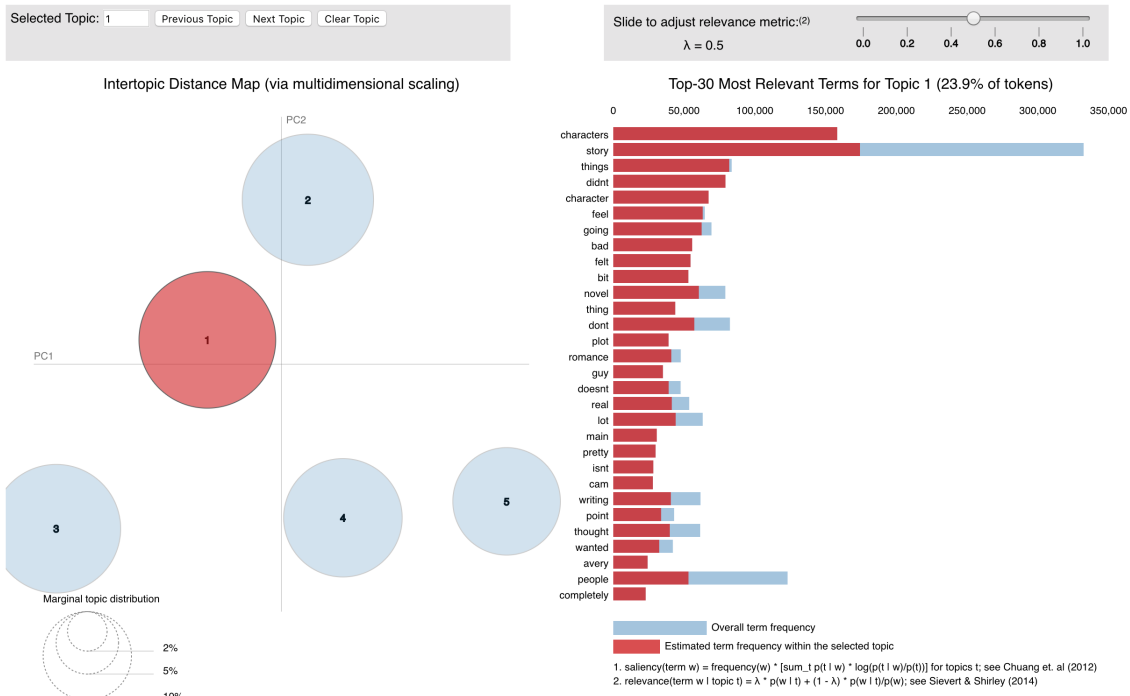 Selected Topic: 1 Previous Topic Next Topic Clear Topic
Slide to adjust relevance metric:(2)
λ = 0.5
0.0 0.2 0.4 0.6 0.8 1.0
Intertopic Distance Map (via multidimensional scaling)
PC2
PC1
2
1
3
4
5
Marginal topic distribution
2%
5%
10%
Top-30 Most Relevant Terms for Topic 1 (23.9% of tokens)
0 50,000 100,000 150,000 200,000 250,000 300,000 350,000
characters
story
things
didnt
character
feel
going
bad
felt
bit
novel
thing
dont
plot
romance
guy
doesnt
real
lot
main
pretty
isnt
cam
writing
point
thought
wanted
avery
people
completely
Overall term frequency
Estimated term frequency within the selected topic
1. saliency(term w) = frequency(w) * [sum_t p(t | w) * log(p(t | w)/p(t))] for topics t; see Chuang et. al (2012)
2. relevance(term w | topic t) = λ * p(w | t) + (1 - λ) * p(w | t)/p(w); see Sievert & Shirley (2014)